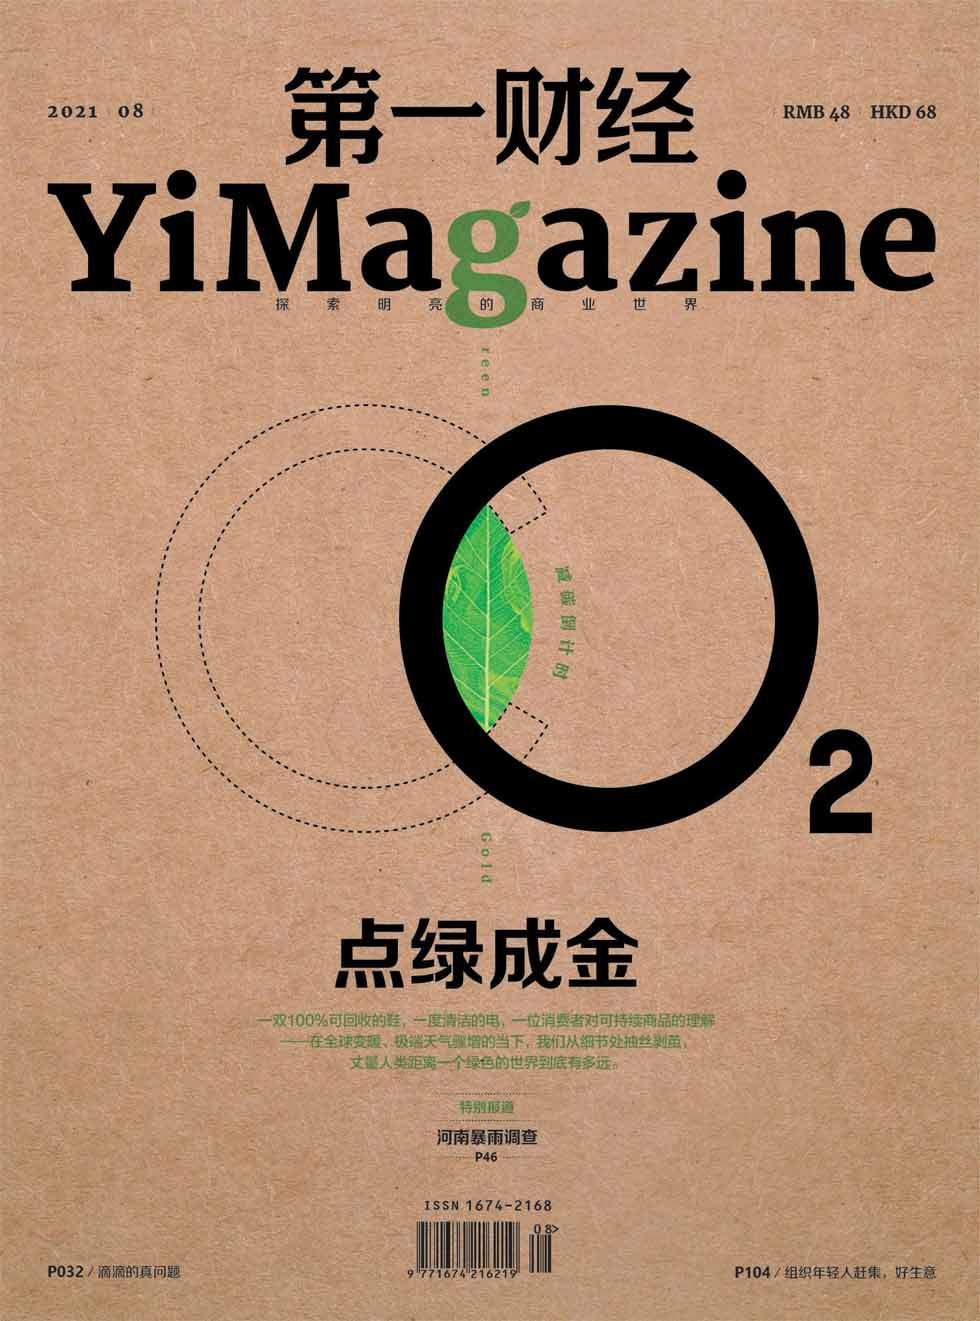 2021 08
第一财经
RMB 48 HKD 68
YiMagazine
探索明亮的商业世界
reen
减碳倒计时
O2
Gold
点绿成金
一双100%可回收的鞋，一度清洁的电，一位消费者对可持续商品的理解
——在全球变暖、极端天气骤增的当下，我们从细节处抽丝剥茧，
丈量人类距离一个绿色的世界到底有多远。
特别报道
河南暴雨调查
P46
ISSN 1674-2168
08>
9 771674 216219
P032 / 滴滴的真问题
P104 / 组织年轻人赶集，好生意